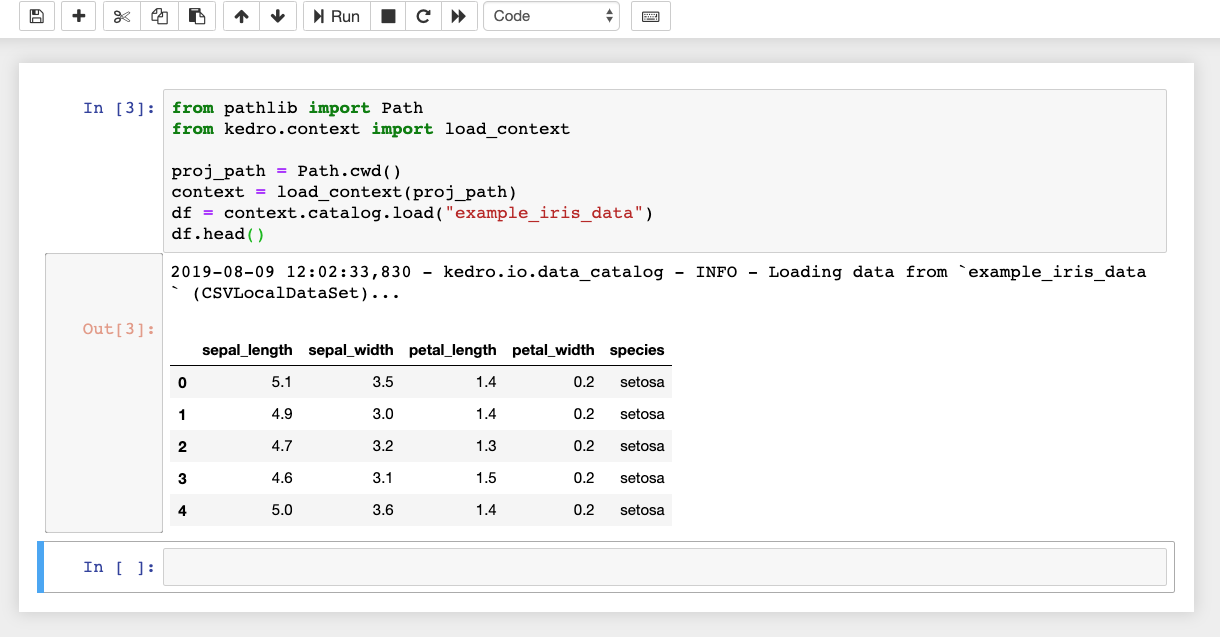 Run
Code
In [3]:
from pathlib import Path
from kedro.context import load_context
proj_path = Path.cwd()
context = load_context(proj_path)
df = context.catalog.load("example_iris_data")
df.head()
2019-08-09 12:02:33,830 - kedro.io.data_catalog - INFO - Loading data from `example_iris_data
` (CSVLocalDataSet)...
Out[3]:
sepal_length sepal_width petal_length petal_width species
0 5.1 3.5 1.4 0.2 setosa
1 4.9 3.0 1.4 0.2 setosa
2 4.7 3.2 1.3 0.2 setosa
3 4.6 3.1 1.5 0.2 setosa
4 5.0 3.6 1.4 0.2 setosa
In [ ]: